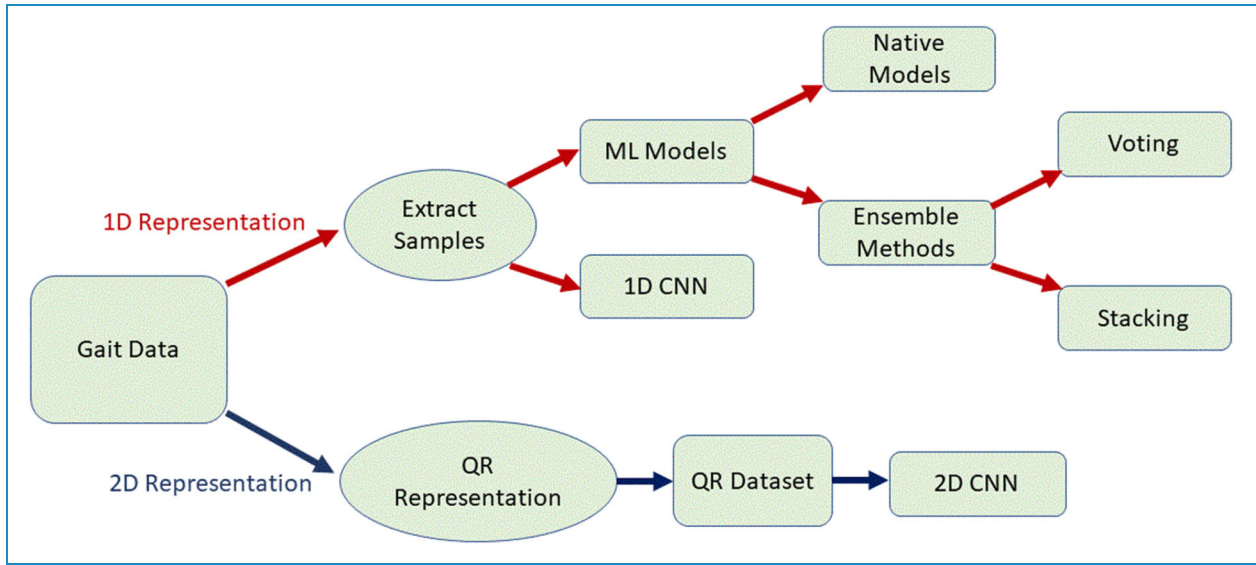 Native
Models
ML Models
Voting
1D Representation
Extract
Samples
Ensemble
Methods
1D CNN
Stacking
Gait Data
2D Representation
QR
Representation
QR Dataset
2D CNN